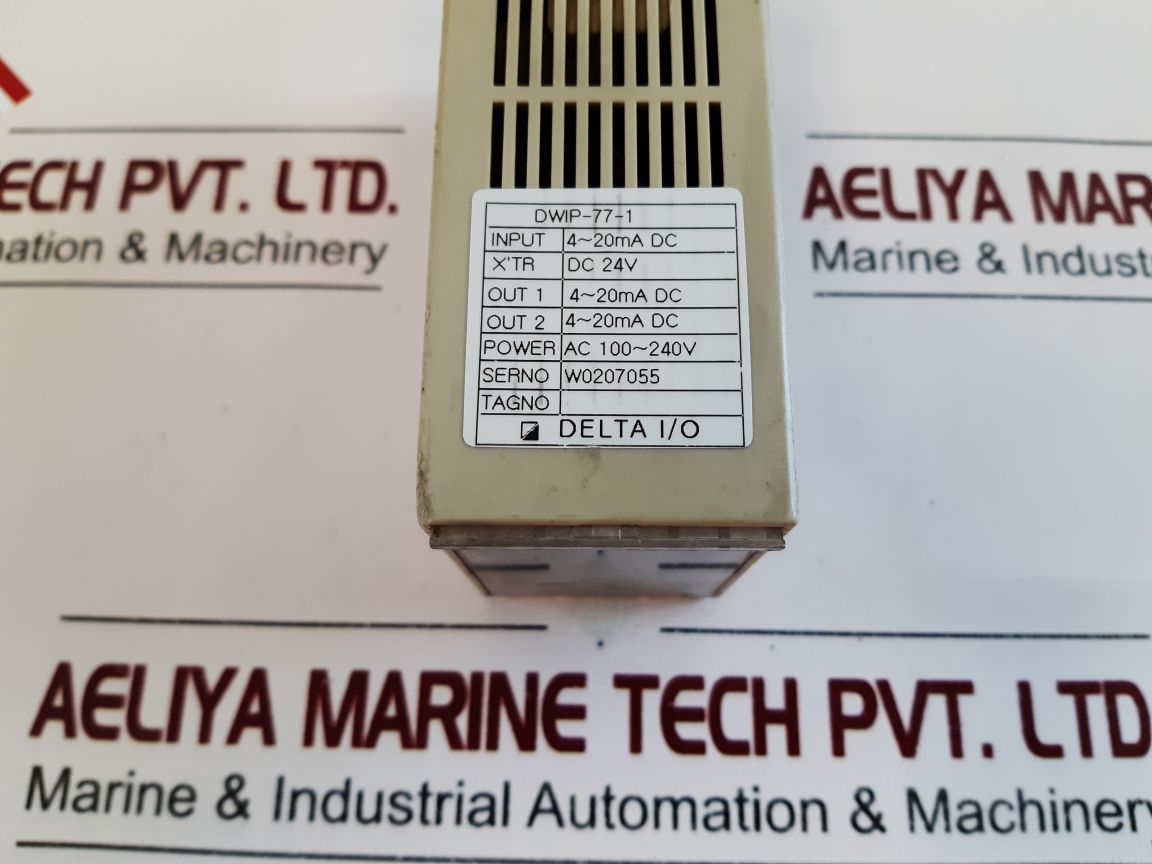 ECH PVT. LTD.
ation & Machinery
AELIYA MAR
Marine & Indust
DWIP-77-1
INPUT 4~20mA DC
X'TR DC 24V
OUT 1 4~20mA DC
OUT 2 4~20mA DC
POWER AC 100~240V
SERNO W0207055
TAGNO
DELTA I/O
AELIYA MARINE TECH PVT. LTD
Marine & Industrial Automation & Machinery